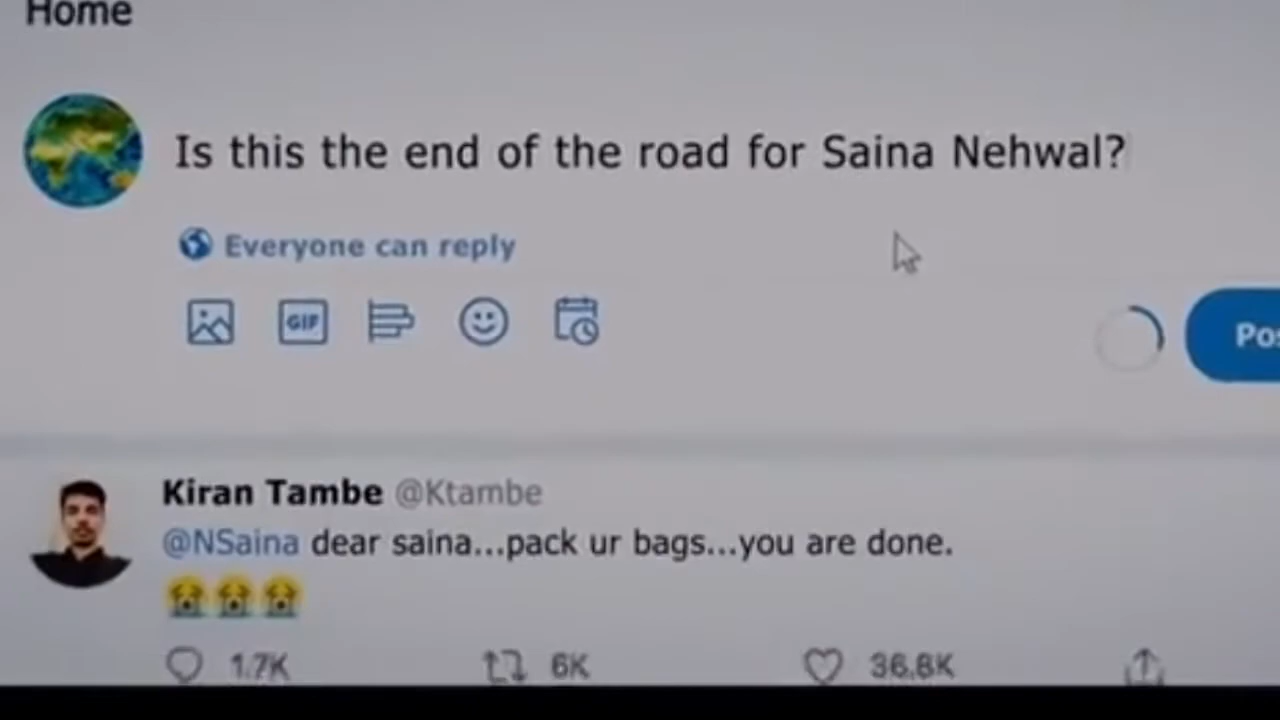 Home
Is this the end of the road for Saina Nehwal?
Everyone can reply
GIF
Kiran Tambe @Ktambe
@NSaina dear saina...pack ur bags...you are done.
1.7K 6K 36.8K